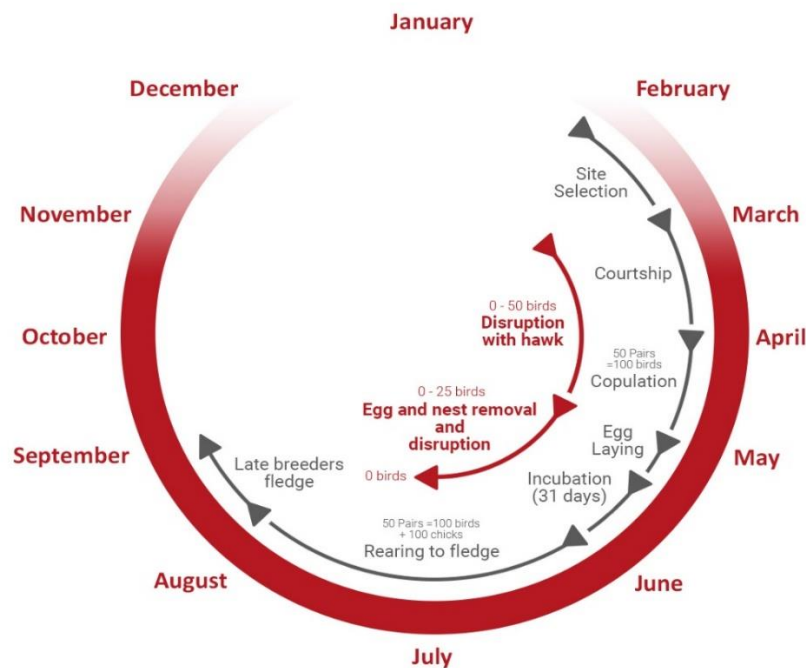 January
February
March
April
May
June
July
August
September
October
November
December
Site
Selection
Courtship
50 Pairs
=100 birds
Copulation
Egg
Laying
Incubation
(31 days)
50 Pairs =100 birds
+ 100 chicks
Rearing to fledge
Late breeders
fledge
0 - 50 birds
Disruption
with hawk
0 - 25 birds
Egg and nest removal
and
disruption
0 birds